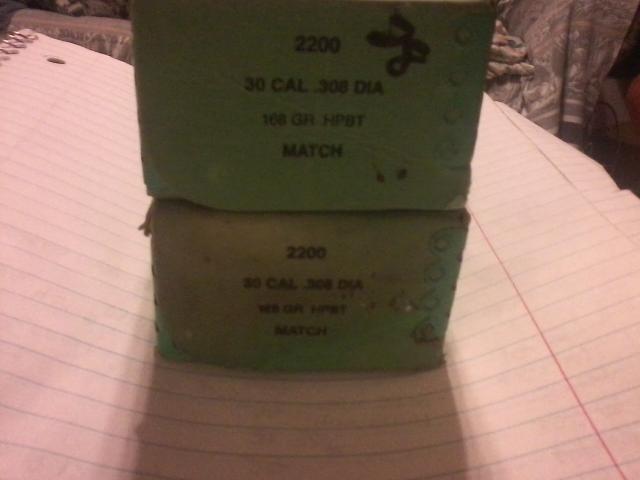 2200
30 CAL .308 DIA
168 GR HPBT
MATCH
2200
30 CAL .308 DIA
168 GR HPBT
MATCH